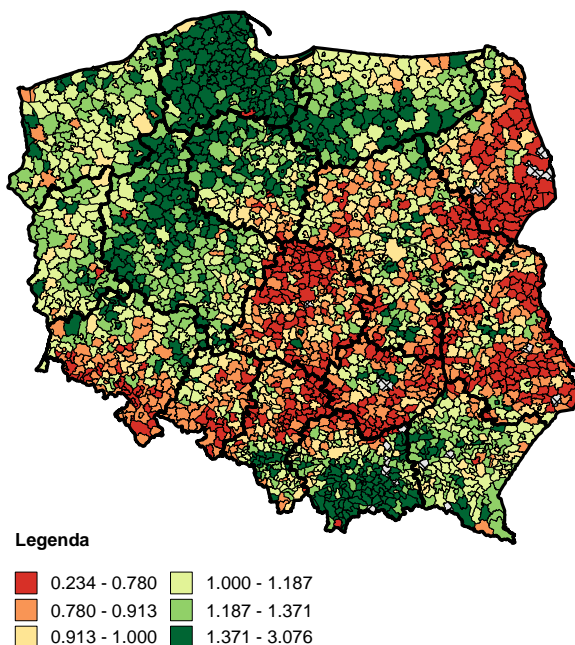 Legenda
0.234 - 0.780 1.000 - 1.187
0.780 - 0.913 1.187 - 1.371
0.913 - 1.000 1.371 - 3.076